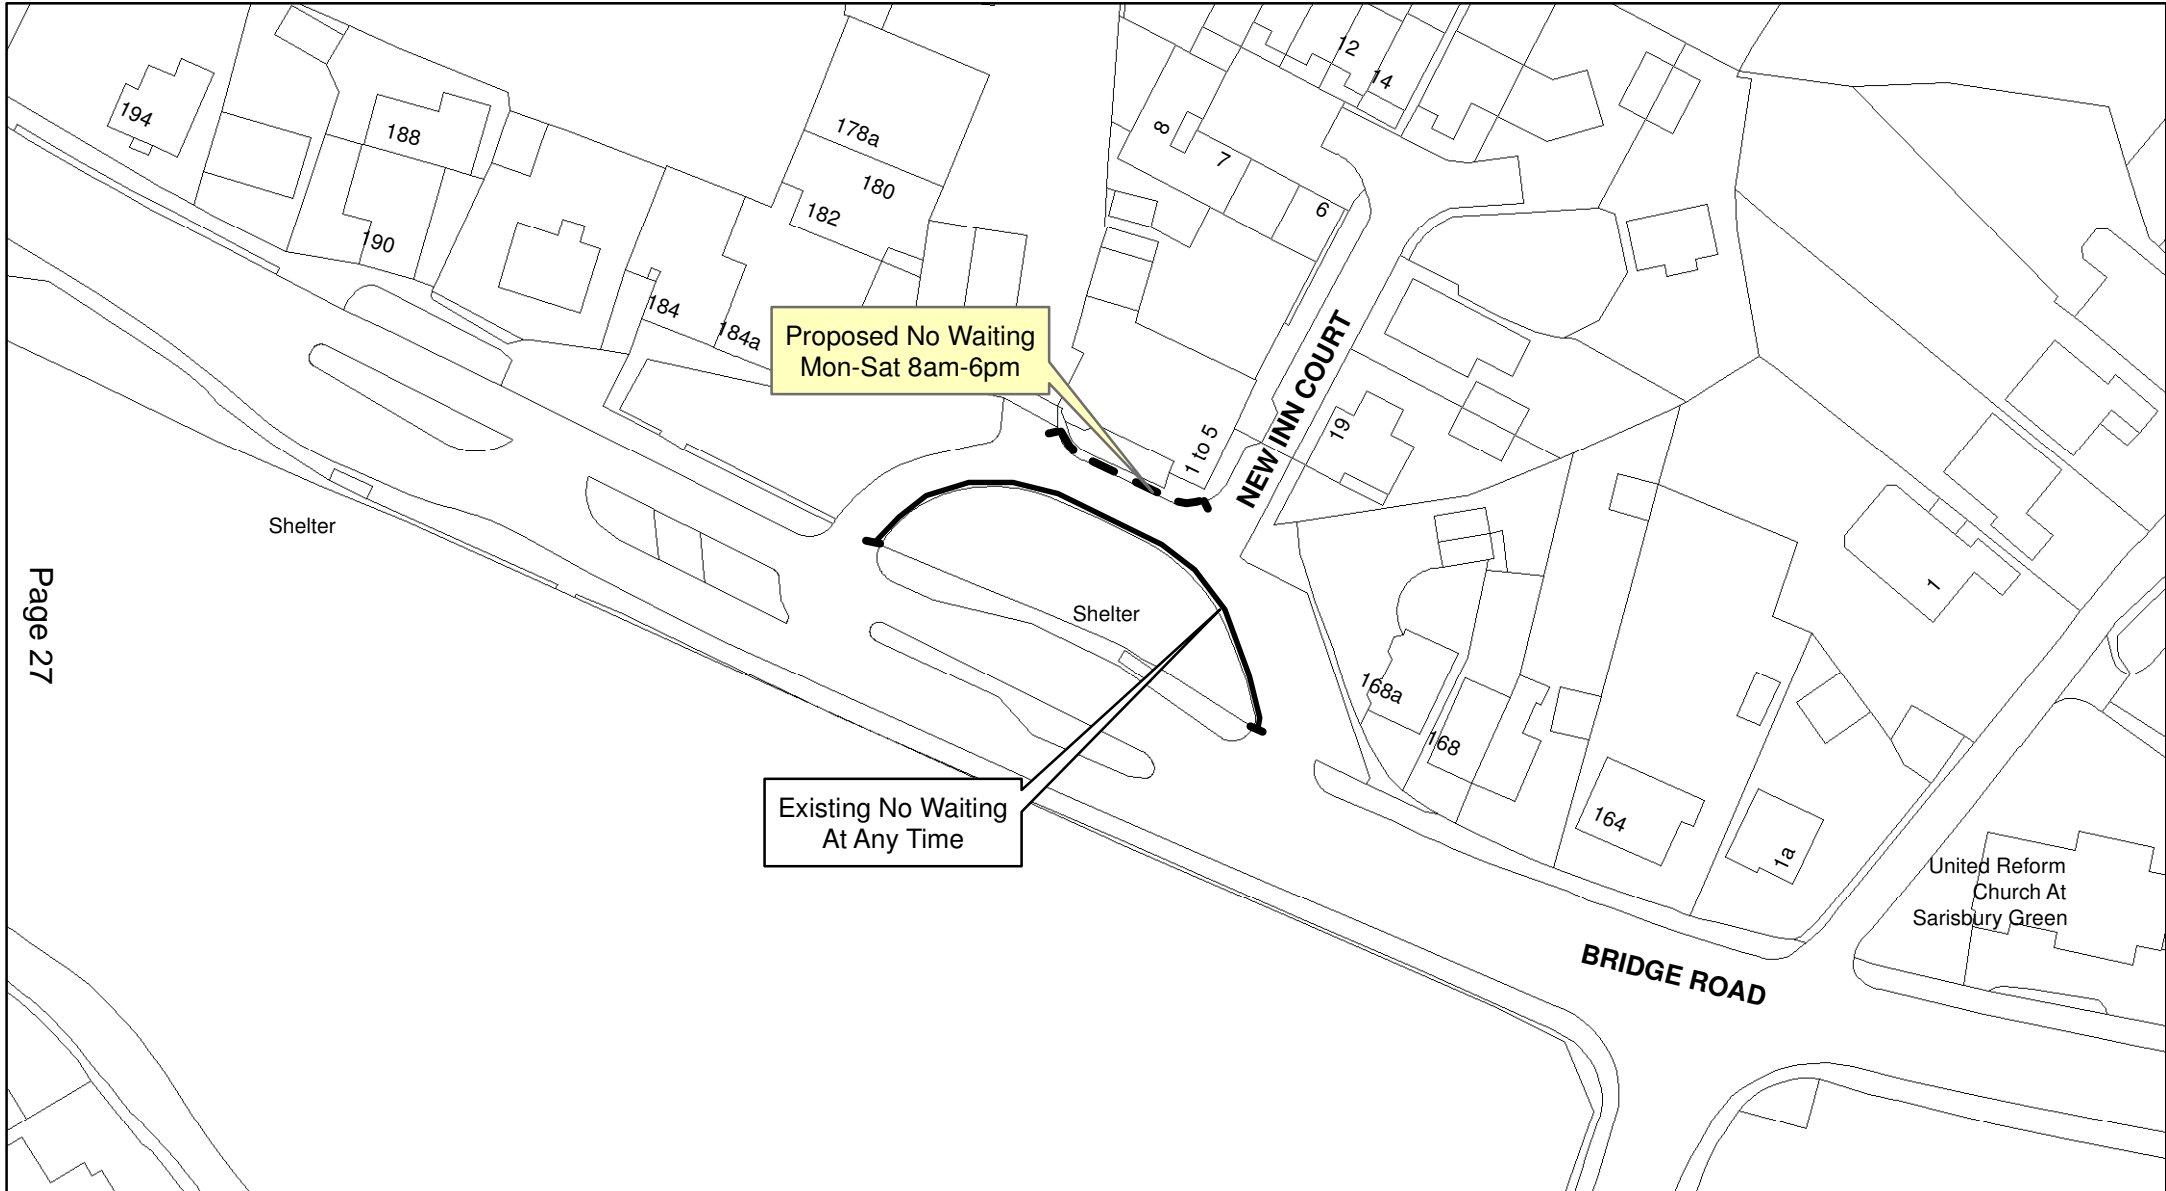 12
14
194
188
178a
8
7
180
182
6
190
184
184a
Proposed No Waiting
Mon-Sat 8am-6pm
NEW INN COURT
19
1 to 5
Shelter
Page 27
Shelter
1
168a
168
Existing No Waiting
At Any Time
164
1a
United Reform
Church At
Sarisbury Green
BRIDGE ROAD